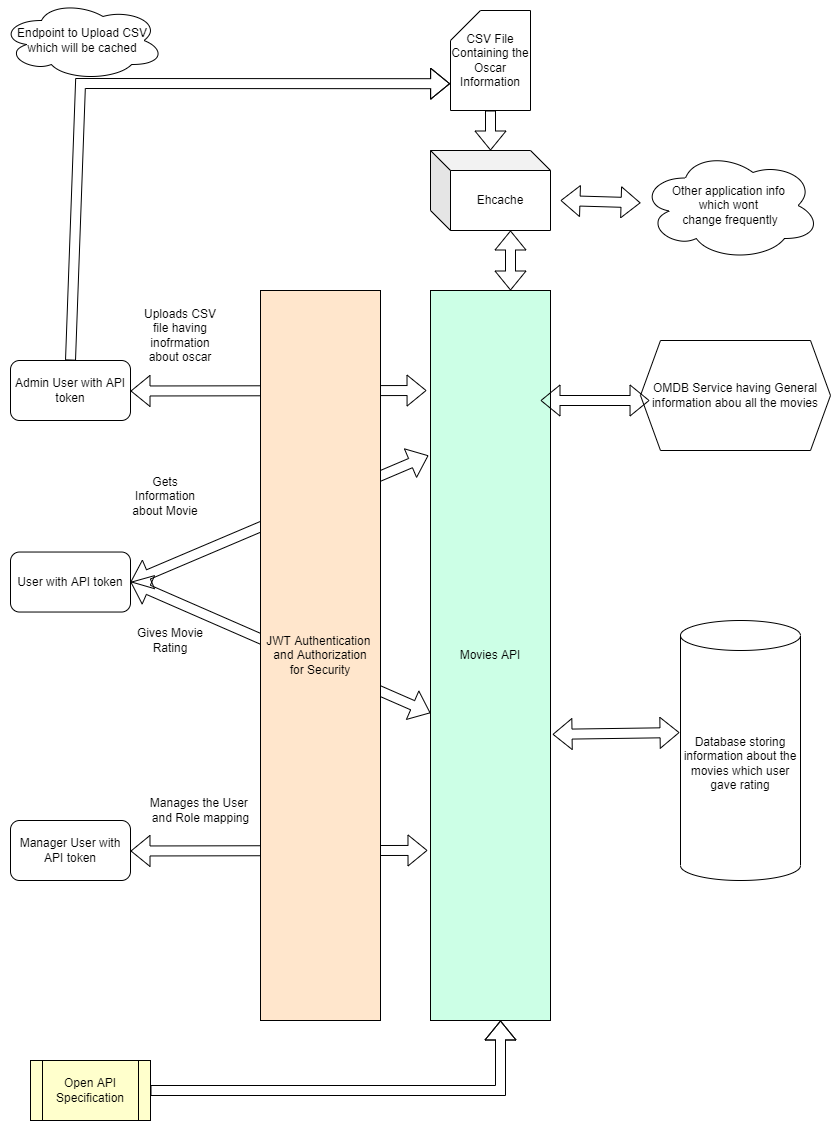 Endpoint to Upload CSV
which will be cached
CSV File
Containing the
Oscar
Information
Ehcache
Other application info
which wont
change frequently
Uploads CSV
file having
inofrmation
about oscar
Admin User with API
token
OMDB Service having General
information abou all the movies
Gets
Information
about Movie
User with API token
Gives Movie
Rating
JWT Authentication
and Authorization
for Security
Movies API
Database storing
information about the
movies which user
gave rating
Manages the User
and Role mapping
Manager User with
API token
Open API
Specification